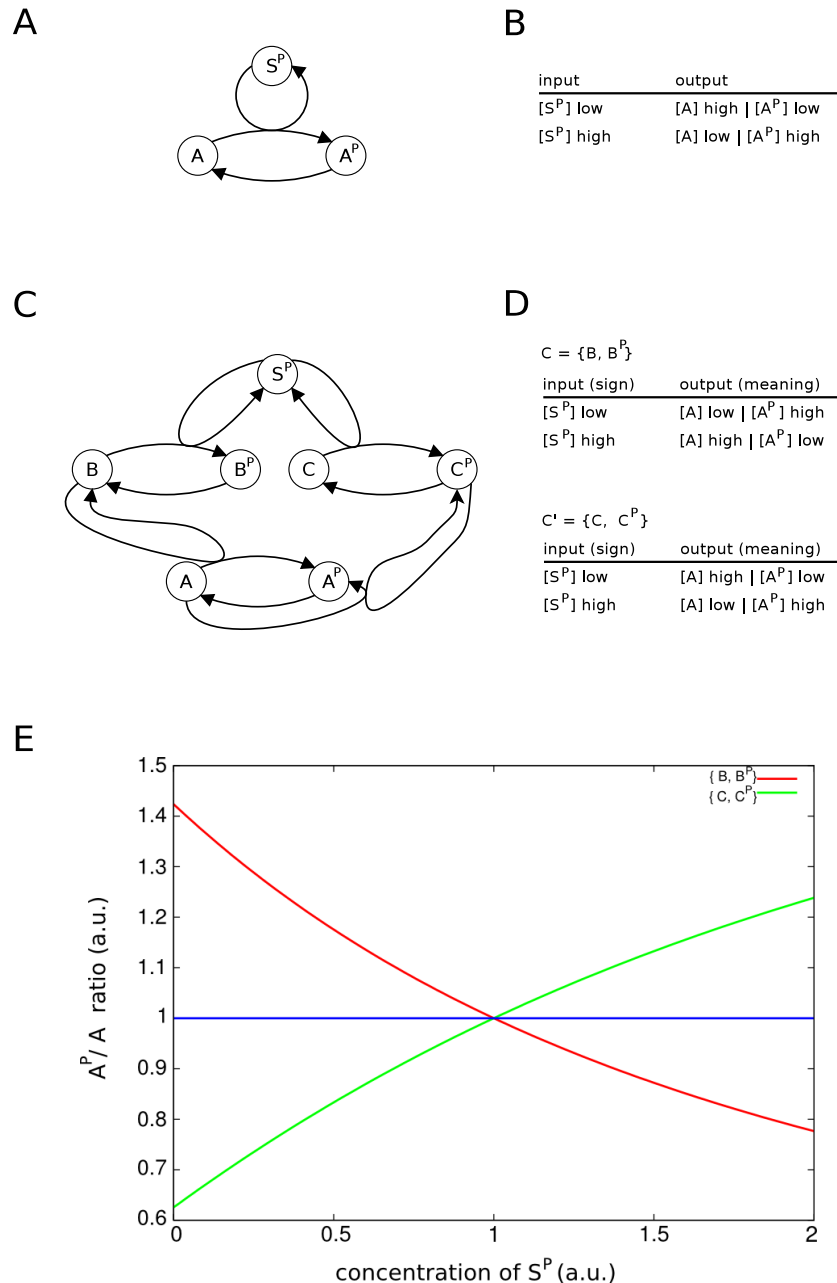 A
S^P
A
A^P
B
input output
[S^P] low [A] high | [A^P] low
[S^P] high [A] low | [A^P] high
C
S^P
B
B^P
C
C^P
A
A^P
D
C = {B, B^P}
input (sign) output (meaning)
[S^P] low [A] low | [A^P] high
[S^P] high [A] high | [A^P] low
C' = {C, C^P}
input (sign) output (meaning)
[S^P] low [A] high | [A^P] low
[S^P] high [A] low | [A^P] high
E
{ B, B^P}
{ C, C^P}
1.5
1.4
1.3
1.2
1.1
1
0.9
0.8
0.7
0.6
A^P/ A ratio (a.u.)
0 0.5 1 1.5 2
concentration of S^P (a.u.)